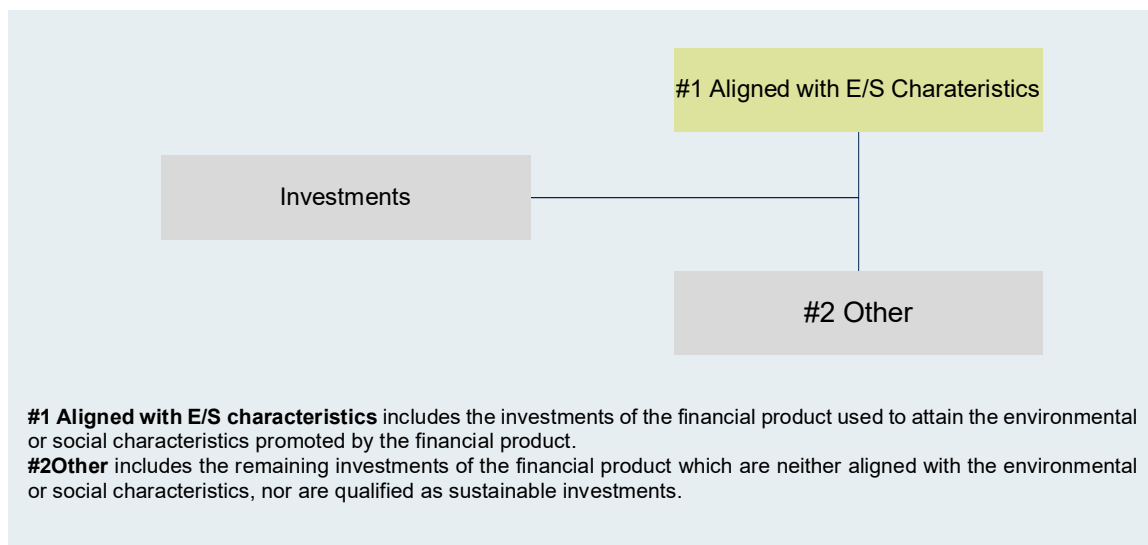 #1 Aligned with E/S Charateristics
Investments
#2 Other
#1 Aligned with E/S characteristics includes the investments of the financial product used to attain the environmental
or social characteristics promoted by the financial product.
#2Other includes the remaining investments of the financial product which are neither aligned with the environmental
or social characteristics, nor are qualified as sustainable investments.